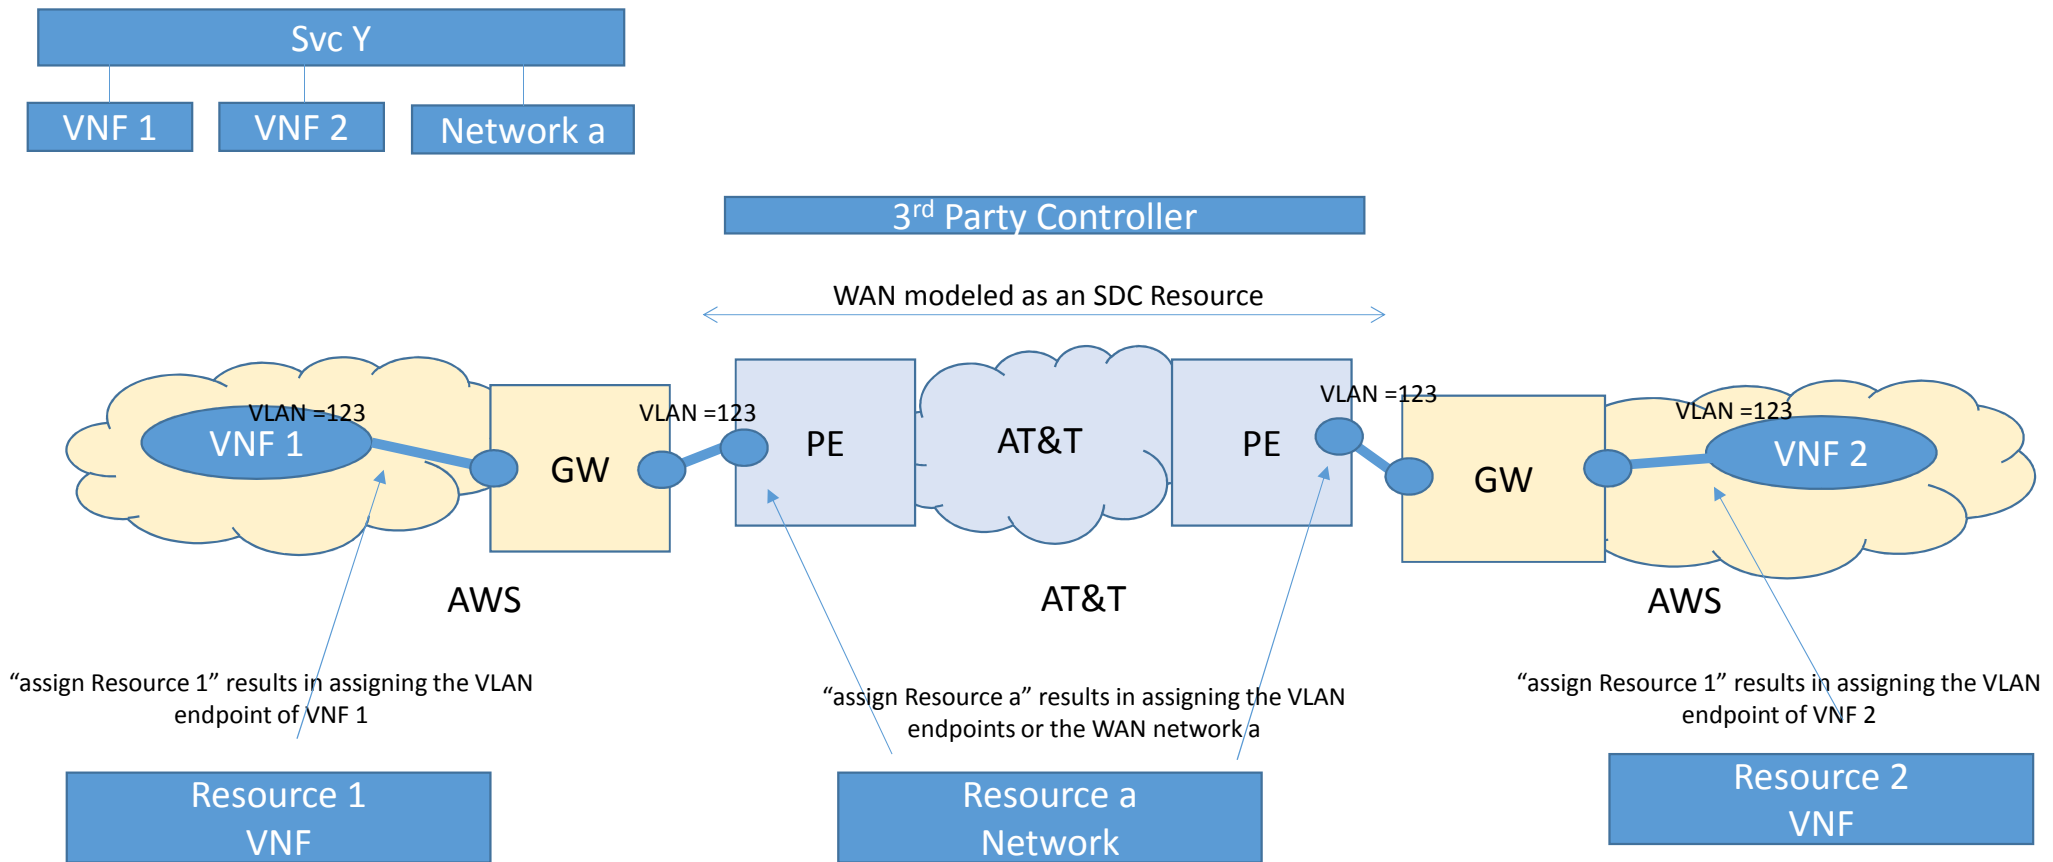 Svc Y
VNF 1
VNF 2
Network a
3rd Party Controller
WAN modeled as an SDC Resource
VLAN =123
VLAN =123
VLAN =123
VLAN =123
VNF 1
GW
PE
AT&T
PE
GW
VNF 2
AWS
AT&T
AWS
“assign Resource 1” results in assigning the VLAN
endpoint of VNF 1
“assign Resource a” results in assigning the VLAN
endpoints or the WAN network a
“assign Resource 1” results in assigning the VLAN
endpoint of VNF 2
Resource 1
VNF
Resource a
Network
Resource 2
VNF